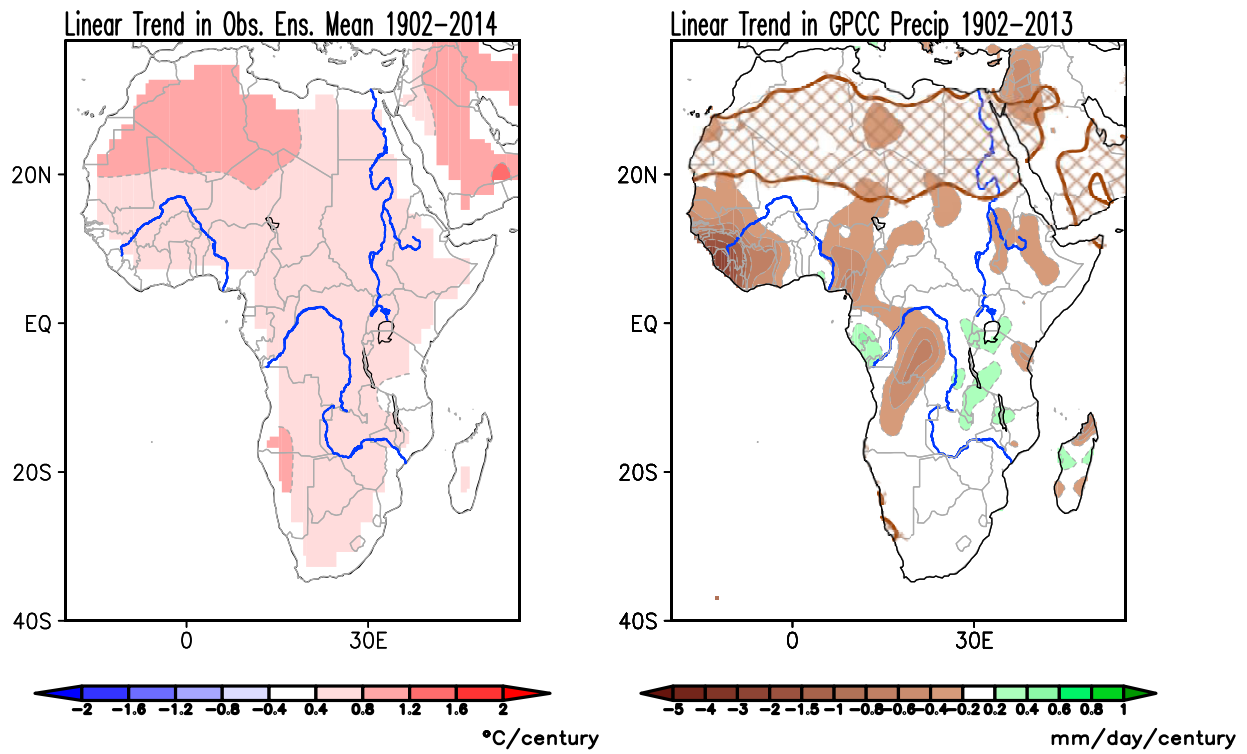 Linear Trend in Obs. Ens. Mean 1902-2014
20N
EQ
20S
40S
0 30E
-2 -1.6 -1.2 -0.8 -0.4 0.4 0.8 1.2 1.6 2
°C/century
Linear Trend in GPCC Precip 1902-2013
20N
EQ
20S
40S
0 30E
-5 -4 -3 -2 -1.5 -1 -0.8 -0.6 -0.4 -0.2 0.2 0.4 0.6 0.8 1
mm/day/century